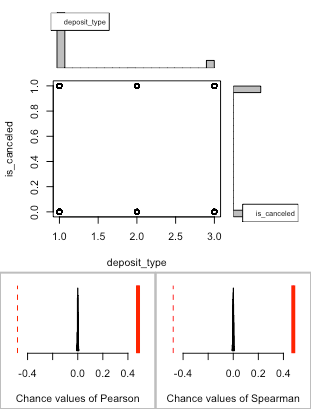 deposit_type
is_canceled
1.0
0.8
0.6
0.4
0.2
0.0
is_canceled
1.0 1.5 2.0 2.5 3.0
deposit_type
-0.4 0.0 0.4
Chance values of Pearson
-0.4 0.0 0.4
Chance values of Spearman